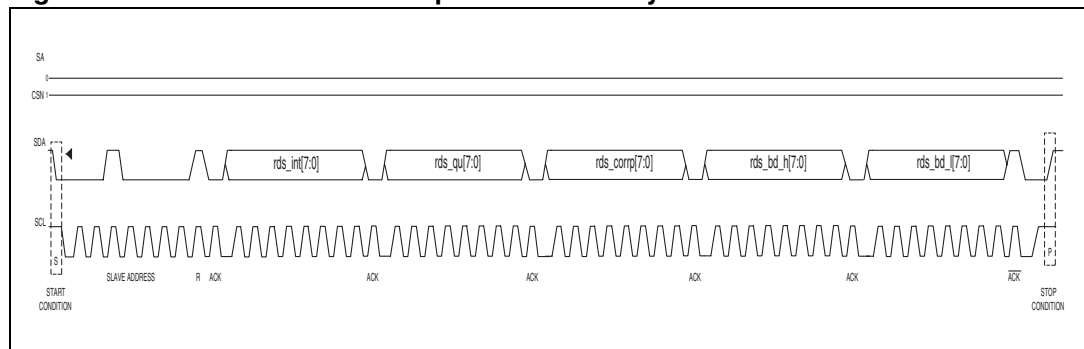 SA
0
CSN 1
SDA
rds_int[7:0] rds_qu[7:0] rds_corrp[7:0] rds_bd_h[7:0] rds_bd_l[7:0]
SCL
S P
SLAVE ADDRESS R ACK ACK ACK ACK ACK ACK
START
CONDITION
STOP
CONDITION